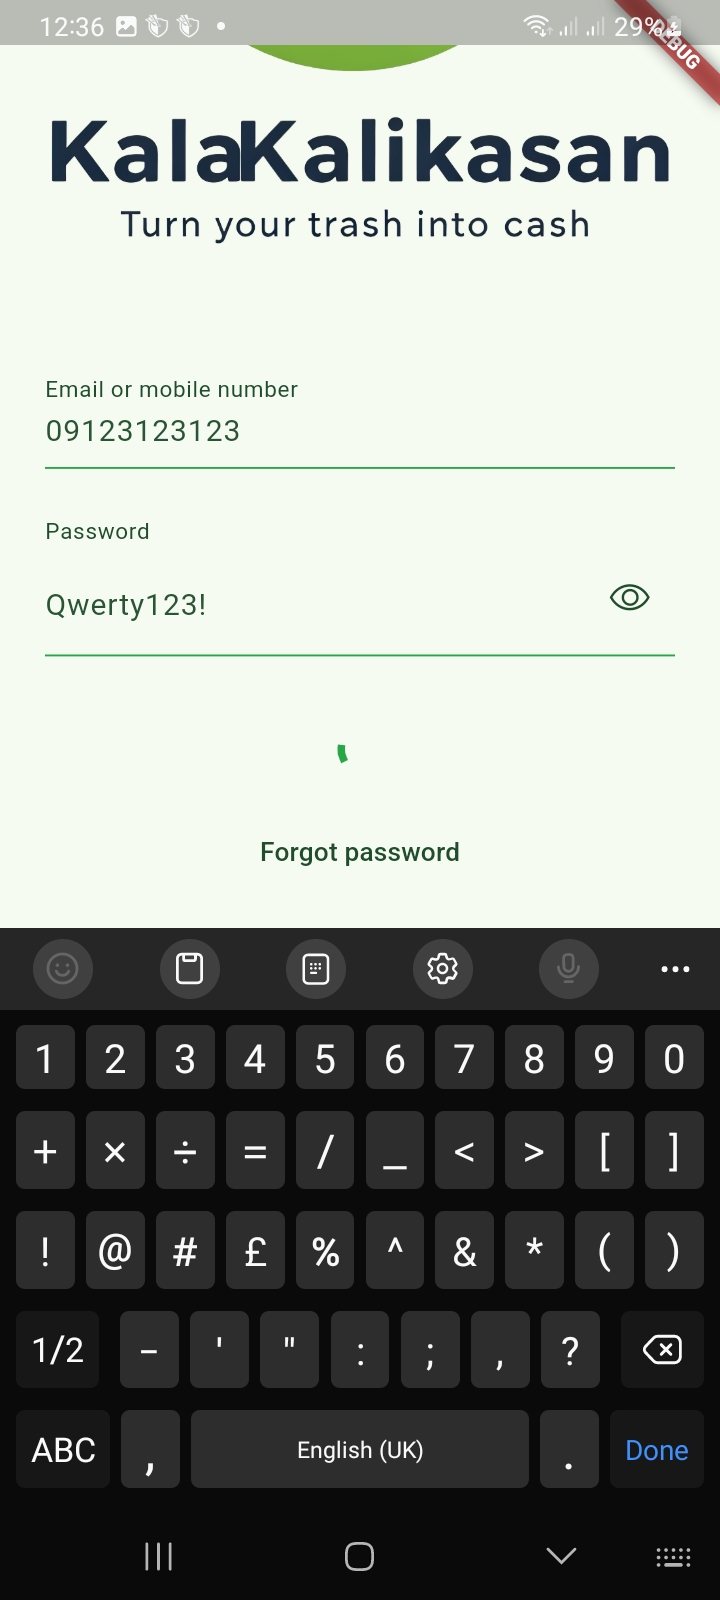 12:36
29%
DEBUG
KalaKalikasan
Turn your trash into cash
Email or mobile number
09123123123
Password
Qwerty123!
Forgot password
1 2 3 4 5 6 7 8 9 0
+ × ÷ = / _ < > [ ]
! @ # £ % ^ & * ( )
1/2 - ' " : ; , ?
ABC , English (UK) . Done